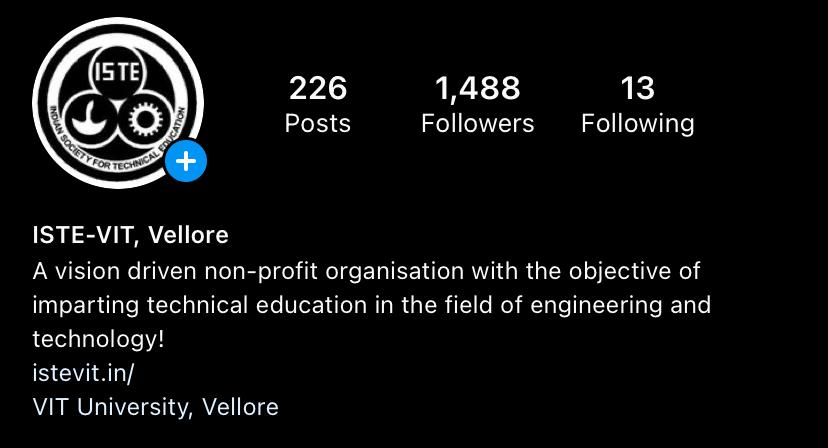 ISTE
INDIAN SOCIETY FOR TECHNICAL EDUCATION
226
Posts
1,488
Followers
13
Following
ISTE-VIT, Vellore
A vision driven non-profit organisation with the objective of
imparting technical education in the field of engineering and
technology!
istevit.in/
VIT University, Vellore